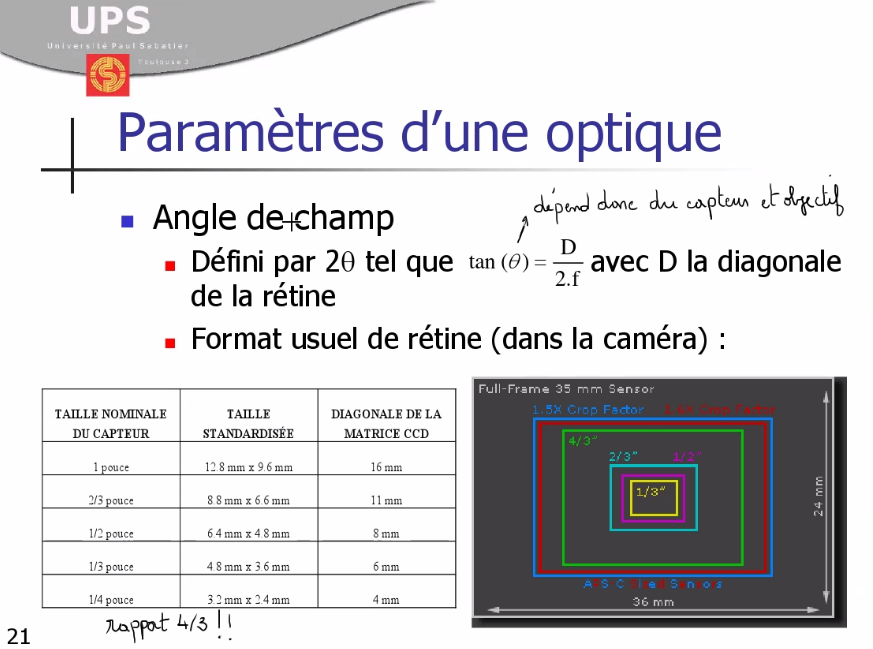 UPS
Université Paul Sabatier
Toulouse 3
Paramètres d'une optique
dépend donc du capteur et objectif
Angle de champ
Défini par 2θ tel que tan (θ) = D / 2.f avec D la diagonale
de la rétine
Format usuel de rétine (dans la caméra) :
TAILLE NOMINALE DU CAPTEUR | TAILLE STANDARDISÉE | DIAGONALE DE LA MATRICE CCD
1 pouce | 12.8 mm x 9.6 mm | 16 mm
2/3 pouce | 8.8 mm x 6.6 mm | 11 mm
1/2 pouce | 6.4 mm x 4.8 mm | 8 mm
1/3 pouce | 4.8 mm x 3.6 mm | 6 mm
1/4 pouce | 3.2 mm x 2.4 mm | 4 mm
rapport 4/3 !!
Full-Frame 35 mm Sensor
1.5X Crop Factor 1.6X Crop Factor
4/3"
2/3" 1/2"
1/3"
24 mm
36 mm
21